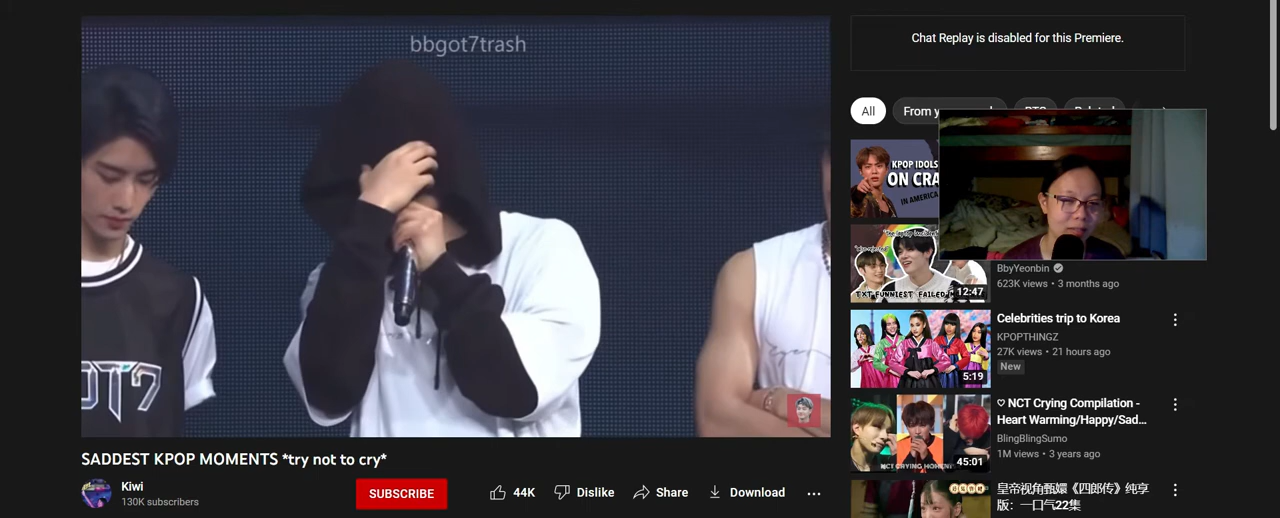 bbgot7trash
OT7
SADDEST KPOP MOMENTS *try not to cry*
Kiwi
130K subscribers
SUBSCRIBE
44K
Dislike
Share
Download
Chat Replay is disabled for this Premiere.
All
From y
KPOP IDOLS
ON CRA
IN AMERICA
TXT FUNNIEST FAILED
12:47
BbyYeonbin
623K views • 3 months ago
5:19
Celebrities trip to Korea
KPOPTHINGZ
27K views • 21 hours ago
New
NCT CRYING MOMENT
45:01
♡ NCT Crying Compilation -
Heart Warming/Happy/Sad...
BlingBlingSumo
1M views • 3 years ago
皇帝视角甄嬛《四郎传》纯享
版：一口气22集